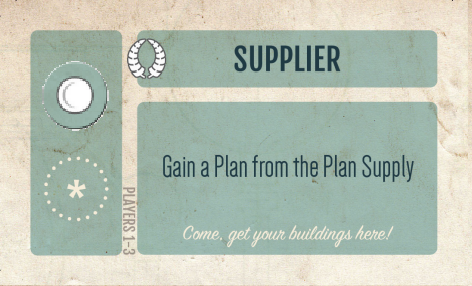 SUPPLIER
Gain a Plan from the Plan Supply
Come, get your buildings here!
*
PLAYERS 1-3